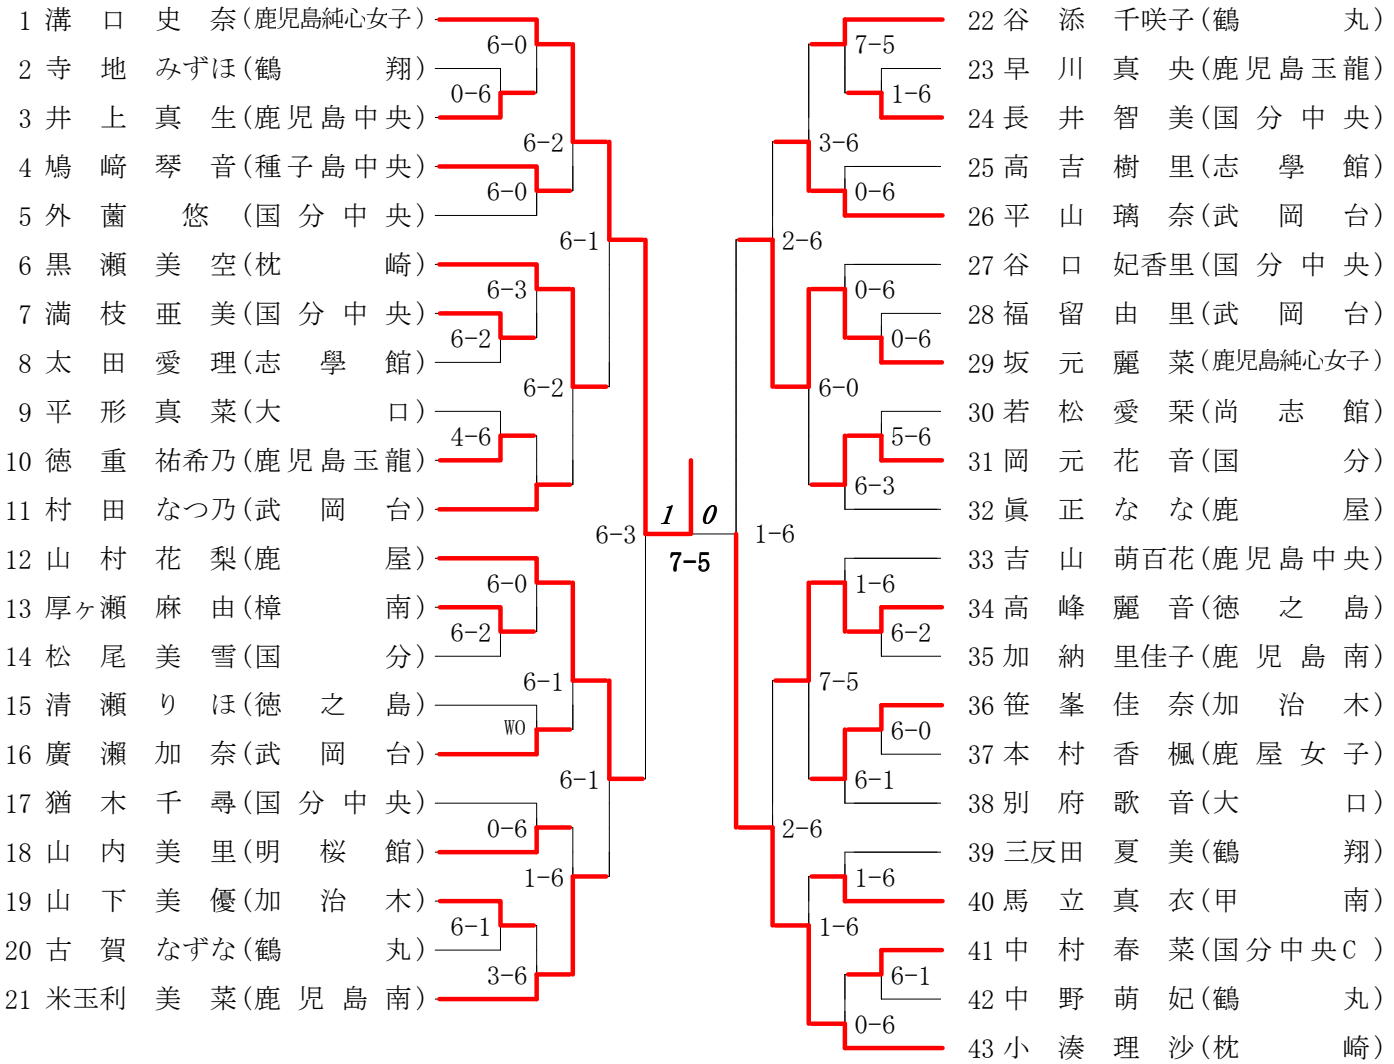 1 溝口史奈(鹿児島純心女子)
2 寺地みずほ(鶴翔)
3 井上真生(鹿児島中央)
4 鳩﨑琴音(種子島中央)
5 外薗悠(国分中央)
6 黒瀬美空(枕崎)
7 満枝亜美(国分中央)
8 太田愛理(志學館)
9 平形真菜(大口)
10 徳重祐希乃(鹿児島玉龍)
11 村田なつ乃(武岡台)
12 山村花梨(鹿屋)
13 厚ヶ瀬麻由(樟南)
14 松尾美雪(国分)
15 清瀬りほ(徳之島)
16 廣瀬加奈(武岡台)
17 猶木千尋(国分中央)
18 山内美里(明桜館)
19 山下美優(加治木)
20 古賀なずな(鶴丸)
21 米玉利美菜(鹿児島南)
6-0
0-6
6-2
6-0
6-1
6-3
6-2
6-2
4-6
6-3
6-0
6-2
6-1
WO
6-1
0-6
1-6
6-1
3-6
1 0
7-5
7-5
1-6
3-6
0-6
2-6
0-6
0-6
6-0
5-6
6-3
1-6
1-6
6-2
7-5
6-0
6-1
2-6
1-6
1-6
6-1
0-6
22 谷添千咲子(鶴丸)
23 早川真央(鹿児島玉龍)
24 長井智美(国分中央)
25 高吉樹里(志學館)
26 平山璃奈(武岡台)
27 谷口妃香里(国分中央)
28 福留由里(武岡台)
29 坂元麗菜(鹿児島純心女子)
30 若松愛栞(尚志館)
31 岡元花音(国分)
32 眞正なな(鹿屋)
33 吉山萌百花(鹿児島中央)
34 高峰麗音(徳之島)
35 加納里佳子(鹿児島南)
36 笹峯佳奈(加治木)
37 本村香楓(鹿屋女子)
38 別府歌音(大口)
39 三反田夏美(鶴翔)
40 馬立真衣(甲南)
41 中村春菜(国分中央C)
42 中野萌妃(鶴丸)
43 小湊理沙(枕崎)